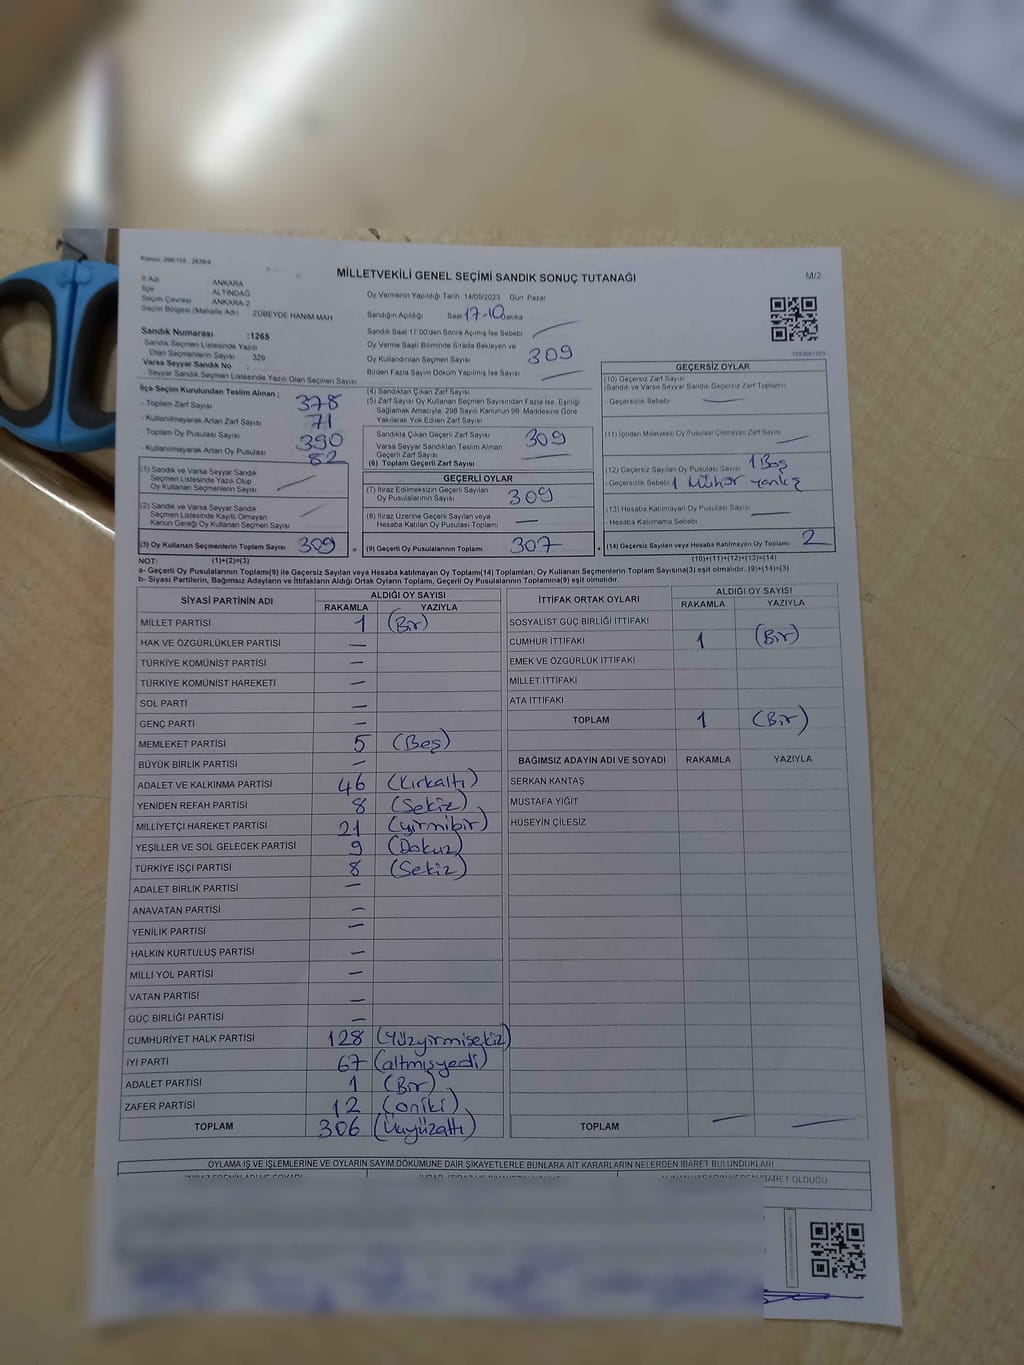 MİLLETVEKİLİ GENEL SEÇİMİ SANDIK SONUÇ TUTANAĞI
M/2
İl Adı ANKARA
İlçe ALTINDAĞ
Seçim Çevresi ANKARA-2
Seçim Bölgesi (Mahalle Adı) ZÜBEYDE HANIM MAH.
Sandık Numarası :1265
Sandık Seçmen Listesinde Yazılı
Olan Seçmenlerin Sayısı 329
Varsa Seyyar Sandık No :
- Seyyar Sandık Seçmen Listesinde Yazılı Olan Seçmen Sayısı
Oy Vermenin Yapıldığı Tarih 14/05/2023 Gün Pazar
Sandığın Açıldığı Saat 17-10 Dakika
Sandık Saat 17.00'den Sonra Açımış İse Sebebi
Oy Verme Saati Bitiminde Sırada Bekleyen ve
Oy Kullandırılan Seçmen Sayısı 309
Birden Fazla Sayım Döküm Yapılmış İse Sayısı
İlçe Seçim Kurulundan Teslim Alınan ;
- Toplam Zarf Sayısı 378
- Kullanılmayarak Artan Zarf Sayısı 71
- Toplam Oy Pusulası Sayısı 390
- Kullanılmayarak Artan Oy Pusulası 82
(1) Sandık ve Varsa Seyyar Sandık
Seçmen Listesinde Yazılı Olup
Oy Kullanan Seçmenlerin Sayısı
(2) Sandık ve Varsa Seyyar Sandık
Seçmen Listesinde Kayıtlı Olmayan
Kanun Gereği Oy Kullanan Seçmen Sayısı
(3) Oy Kullanan Seçmenlerin Toplam Sayısı 309
(4) Sandıktan Çıkan Zarf Sayısı
(5) Zarf Sayısı Oy Kullanan Seçmen Sayısından Fazla İse, Eşitliği
Sağlamak Amacıyla, 298 Sayılı Kanunun 98. Maddesine Göre
Yakılarak Yok Edilen Zarf Sayısı
Sandıkta Çıkan Geçerli Zarf Sayısı 309
Varsa Seyyar Sandıktan Teslim Alınan
Geçerli Zarf Sayısı
(6) Toplam Geçerli Zarf Sayısı
GEÇERLİ OYLAR
(7) İtiraz Edilmeksizin Geçerli Sayılan
Oy Pusulalarının Sayısı 309
(8) İtiraz Üzerine Geçerli Sayılan veya
Hesaba Katılan Oy Pusulası Toplamı —
= (9) Geçerli Oy Pusulalarının Toplamı 307 +
GEÇERSİZ OYLAR
(10) Geçersiz Zarf Sayısı
(Sandık ve Varsa Seyyar Sandık Geçersiz Zarf Toplamı)
- Geçersizlik Sebebi
(11) İçinden Milletvekili Oy Pusulası Çıkmayan Zarf Sayısı
(12) Geçersiz Sayılan Oy Pusulası Sayısı 1 Boş
- Geçersizlik Sebebi 1 Mühür yanlış
(13) Hesaba Katılmayan Oy Pusulası Sayısı
- Hesaba Katılmama Sebebi
(14) Geçersiz Sayılan veya Hesaba Katılmayan Oy Toplamı 2
NOT: (1)+(2)=(3)
(10)+(11)+(12)+(13)=(14)
a- Geçerli Oy Pusulalarının Toplamı(9) ile Geçersiz Sayılan veya Hesaba Katılmayan Oy Toplamı(14) Toplamları, Oy Kullanan Seçmenlerin Toplam Sayısına(3) eşit olmalıdır. (9)+(14)=(3)
b- Siyasi Partilerin, Bağımsız Adayların ve İttifakların Aldığı Ortak Oyların Toplamı, Geçerli Oy Pusulalarının Toplamına(9) eşit olmalıdır.
SİYASİ PARTİNİN ADI ALDIĞI OY SAYISI
RAKAMLA YAZIYLA
MİLLET PARTİSİ 1 (Bir)
HAK VE ÖZGÜRLÜKLER PARTİSİ —
TÜRKİYE KOMÜNİST PARTİSİ —
TÜRKİYE KOMÜNİST HAREKETİ —
SOL PARTİ —
GENÇ PARTİ —
MEMLEKET PARTİSİ 5 (Beş)
BÜYÜK BİRLİK PARTİSİ —
ADALET VE KALKINMA PARTİSİ 46 (Kırkaltı)
YENİDEN REFAH PARTİSİ 8 (Sekiz)
MİLLİYETÇİ HAREKET PARTİSİ 21 (yirmibir)
YEŞİLLER VE SOL GELECEK PARTİSİ 9 (Dokuz)
TÜRKİYE İŞÇİ PARTİSİ 8 (Sekiz)
ADALET BİRLİK PARTİSİ —
ANAVATAN PARTİSİ —
YENİLİK PARTİSİ —
HALKIN KURTULUŞ PARTİSİ —
MİLLİ YOL PARTİSİ —
VATAN PARTİSİ —
GÜÇ BİRLİĞİ PARTİSİ —
CUMHURİYET HALK PARTİSİ 128 (Yüzyirmisekiz)
İYİ PARTİ 67 (altmışyedi)
ADALET PARTİSİ 1 (Bir)
ZAFER PARTİSİ 12 (oniki)
TOPLAM 306 (Üçyüzaltı)
İTTİFAK ORTAK OYLARI ALDIĞI OY SAYISI
RAKAMLA YAZIYLA
SOSYALİST GÜÇ BİRLİĞİ İTTİFAKI
CUMHUR İTTİFAKI 1 (Bir)
EMEK VE ÖZGÜRLÜK İTTİFAKI
MİLLET İTTİFAKI
ATA İTTİFAKI
TOPLAM 1 (Bir)
BAĞIMSIZ ADAYIN ADI VE SOYADI RAKAMLA YAZIYLA
SERKAN KANTAŞ
MUSTAFA YİĞİT
HÜSEYİN ÇİLESİZ
TOPLAM
OYLAMA İŞ VE İŞLEMLERİNE VE OYLARIN SAYIM DÖKÜMÜNE DAİR ŞİKAYETLERLE BUNLARA AİT KARARLARIN NELERDEN İBARET BULUNDUKLARI